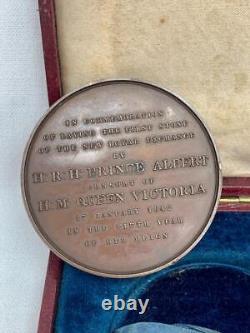 IN COMMEMORATION
OF LAYING THE FIRST STONE
OF THE NEW ROYAL EXCHANGE
BY
H.R.H PRINCE ALBERT
CONSORT OF
H.M. QUEEN VICTORIA
17 JANUARY 1842
IN THE FIFTH YEAR
OF HER REIGN